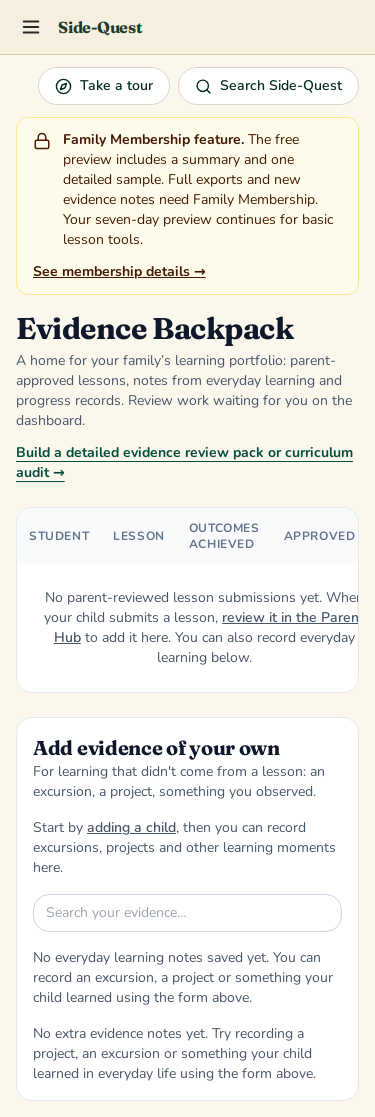 Side-Quest
Take a tour
Search Side-Quest
Family Membership feature. The free
preview includes a summary and one
detailed sample. Full exports and new
evidence notes need Family Membership.
Your seven-day preview continues for basic
lesson tools.
See membership details →
Evidence Backpack
A home for your family's learning portfolio: parent-
approved lessons, notes from everyday learning and
progress records. Review work waiting for you on the
dashboard.
Build a detailed evidence review pack or curriculum
audit →
STUDENT LESSON OUTCOMES ACHIEVED APPROVED
No parent-reviewed lesson submissions yet. When
your child submits a lesson, review it in the Paren
Hub to add it here. You can also record everyday
learning below.
Add evidence of your own
For learning that didn't come from a lesson: an
excursion, a project, something you observed.
Start by adding a child, then you can record
excursions, projects and other learning moments
here.
Search your evidence...
No everyday learning notes saved yet. You can
record an excursion, a project or something your
child learned using the form above.
No extra evidence notes yet. Try recording a
project, an excursion or something your child
learned in everyday life using the form above.